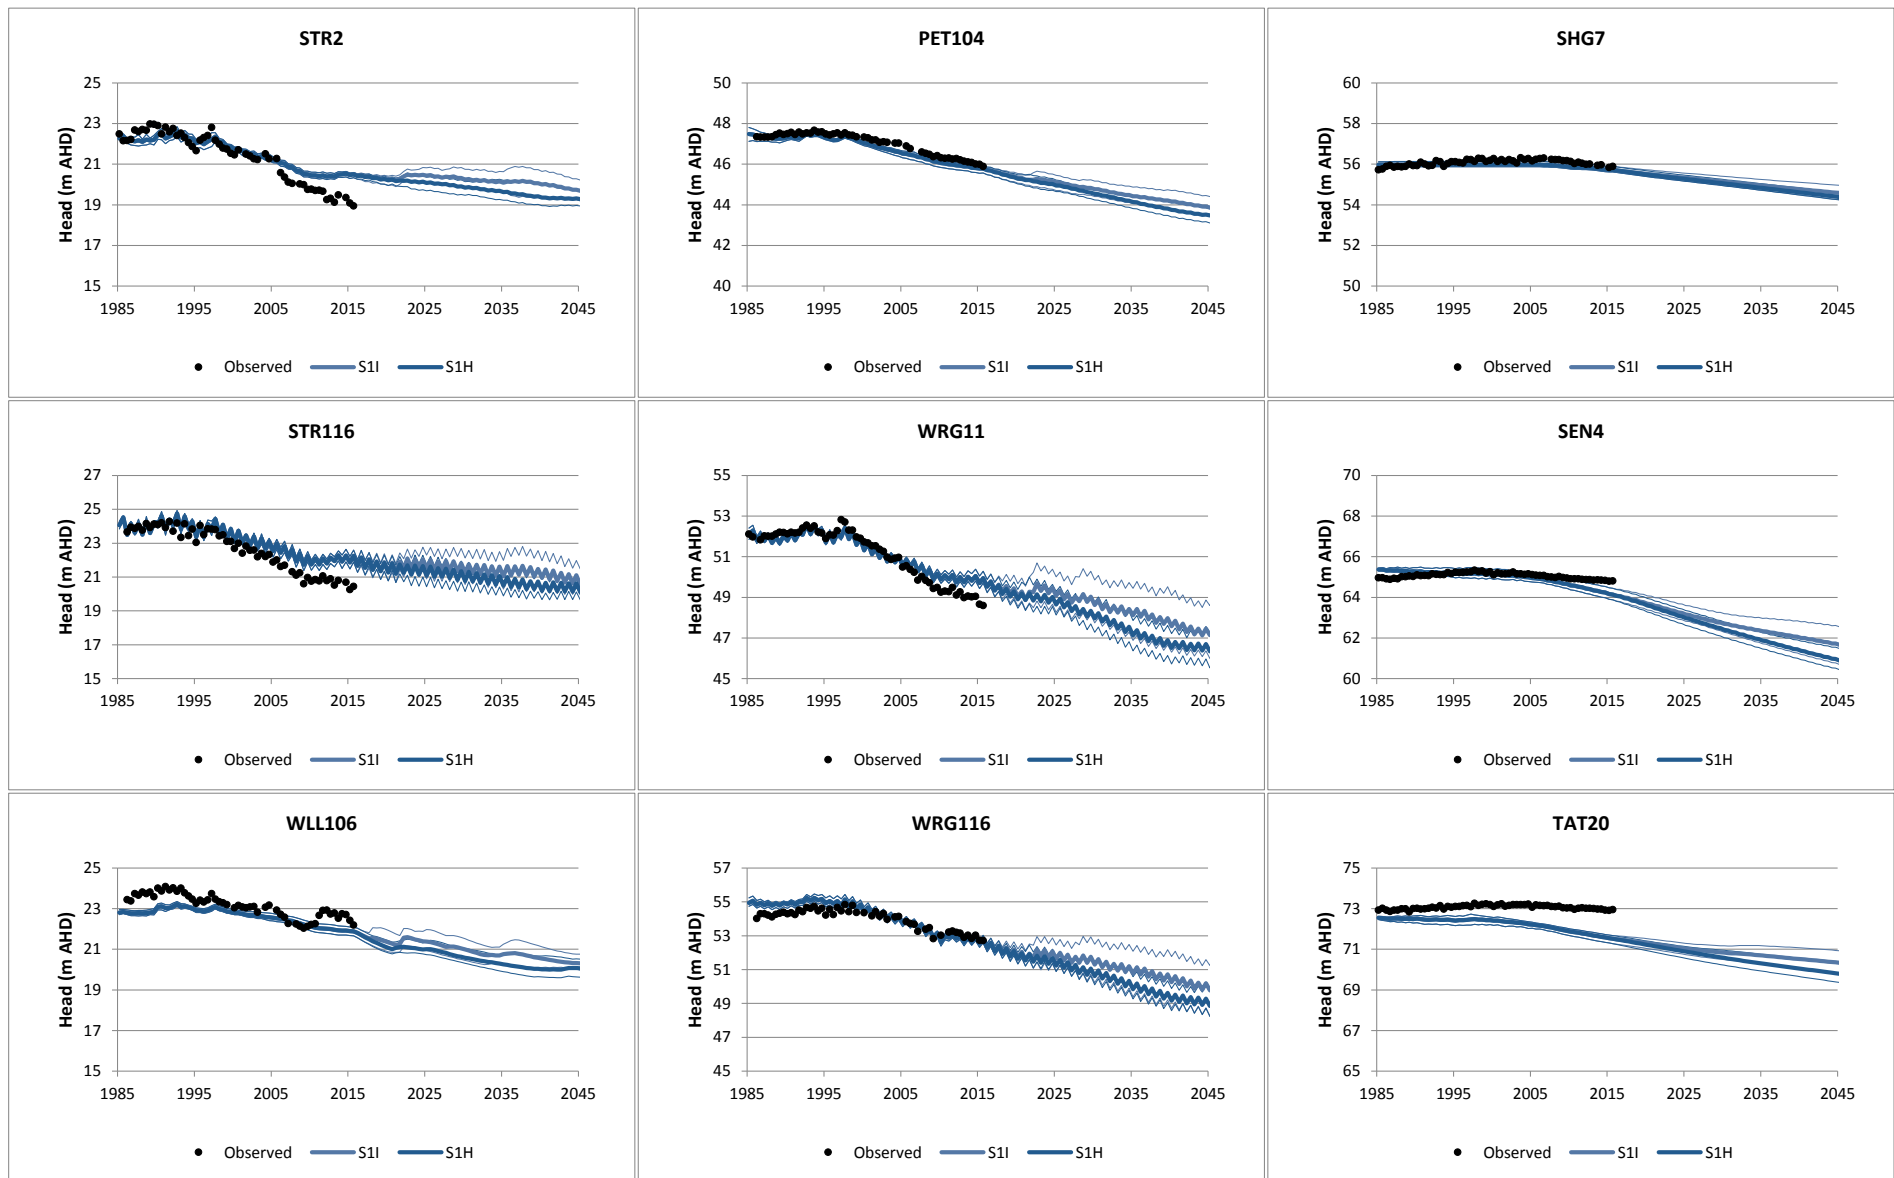 STR2
Head (m AHD)
25
23
21
19
17
15
1985 1995 2005 2015 2025 2035 2045
Observed S1I S1H
PET104
Head (m AHD)
50
48
46
44
42
40
1985 1995 2005 2015 2025 2035 2045
Observed S1I S1H
SHG7
Head (m AHD)
60
58
56
54
52
50
1985 1995 2005 2015 2025 2035 2045
Observed S1I S1H
STR116
Head (m AHD)
27
25
23
21
19
17
15
1985 1995 2005 2015 2025 2035 2045
Observed S1I S1H
WRG11
Head (m AHD)
55
53
51
49
47
45
1985 1995 2005 2015 2025 2035 2045
Observed S1I S1H
SEN4
Head (m AHD)
70
68
66
64
62
60
1985 1995 2005 2015 2025 2035 2045
Observed S1I S1H
WLL106
Head (m AHD)
25
23
21
19
17
15
1985 1995 2005 2015 2025 2035 2045
Observed S1I S1H
WRG116
Head (m AHD)
57
55
53
51
49
47
45
1985 1995 2005 2015 2025 2035 2045
Observed S1I S1H
TAT20
Head (m AHD)
75
73
71
69
67
65
1985 1995 2005 2015 2025 2035 2045
Observed S1I S1H